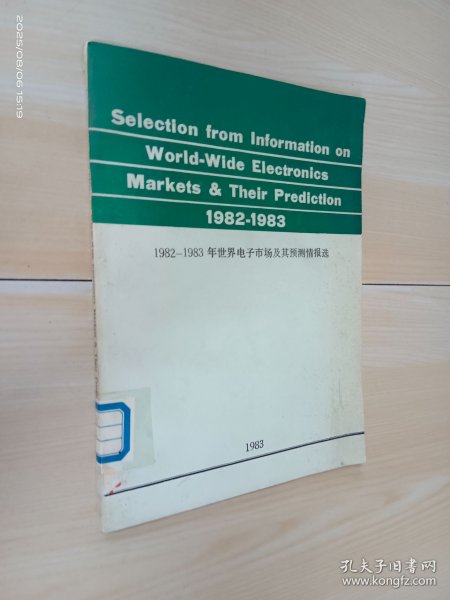 2025/08/06 15:19
Selection from Information on
World-Wide Electronics
Markets & Their Prediction
1982-1983
1982-1983 年世界电子市场及其预测情报选
1983
孔夫子旧书网
www.kongfz.com